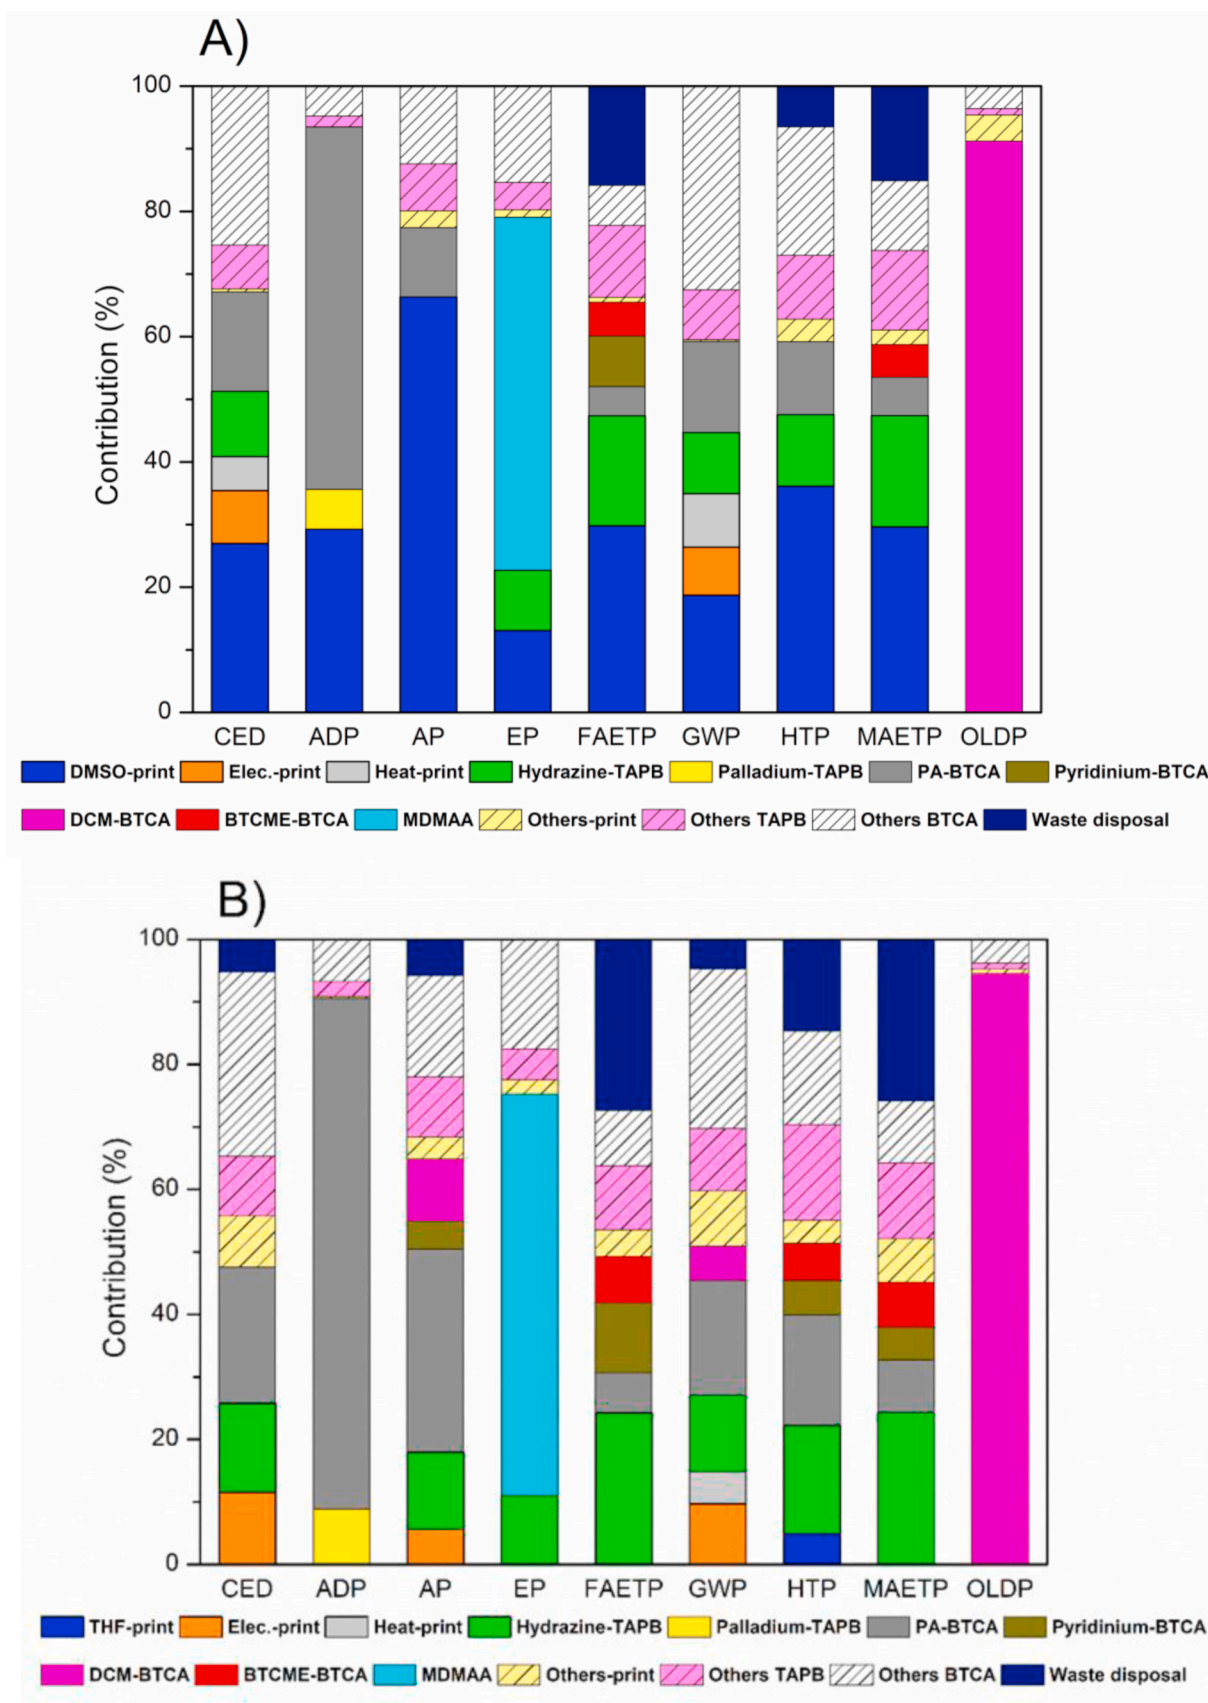 A)
100
80
60
40
20
0
Contribution (%)
CED ADP AP EP FAETP GWP HTP MAETP OLDP
DMSO-print Elec.-print Heat-print Hydrazine-TAPB Palladium-TAPB PA-BTCA Pyridinium-BTCA
DCM-BTCA BTCME-BTCA MDMAA Others-print Others TAPB Others BTCA Waste disposal
B)
100
80
60
40
20
0
Contribution (%)
CED ADP AP EP FAETP GWP HTP MAETP OLDP
THF-print Elec.-print Heat-print Hydrazine-TAPB Palladium-TAPB PA-BTCA Pyridinium-BTCA
DCM-BTCA BTCME-BTCA MDMAA Others-print Others TAPB Others BTCA Waste disposal